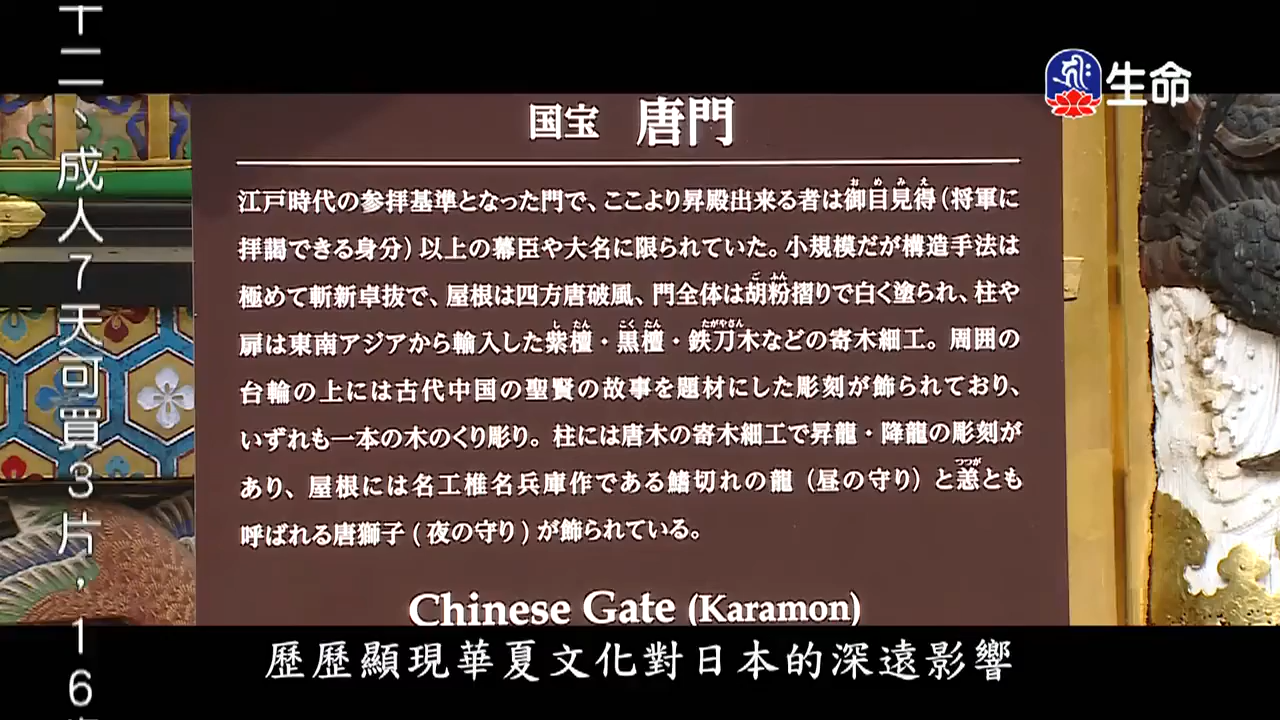 十二、成人7天可買3片，16
生命
国宝 唐門
江戸時代の参拝基準となった門で、ここより昇殿出来る者は御目見得（将軍に
拝謁できる身分）以上の幕臣や大名に限られていた。小規模だが構造手法は
極めて斬新卓抜で、屋根は四方唐破風、門全体は胡粉摺りで白く塗られ、柱や
扉は東南アジアから輸入した紫檀・黒檀・鉄刀木などの寄木細工。周囲の
台輪の上には古代中国の聖賢の故事を題材にした彫刻が飾られており、
いずれも一本の木のくり彫り。柱には唐木の寄木細工で昇龍・降龍の彫刻が
あり、屋根には名工椎名兵庫作である鰭切れの龍（昼の守り）と恙とも
呼ばれる唐獅子(夜の守り)が飾られている。
Chinese Gate (Karamon)
歷歷顯現華夏文化對日本的深遠影響